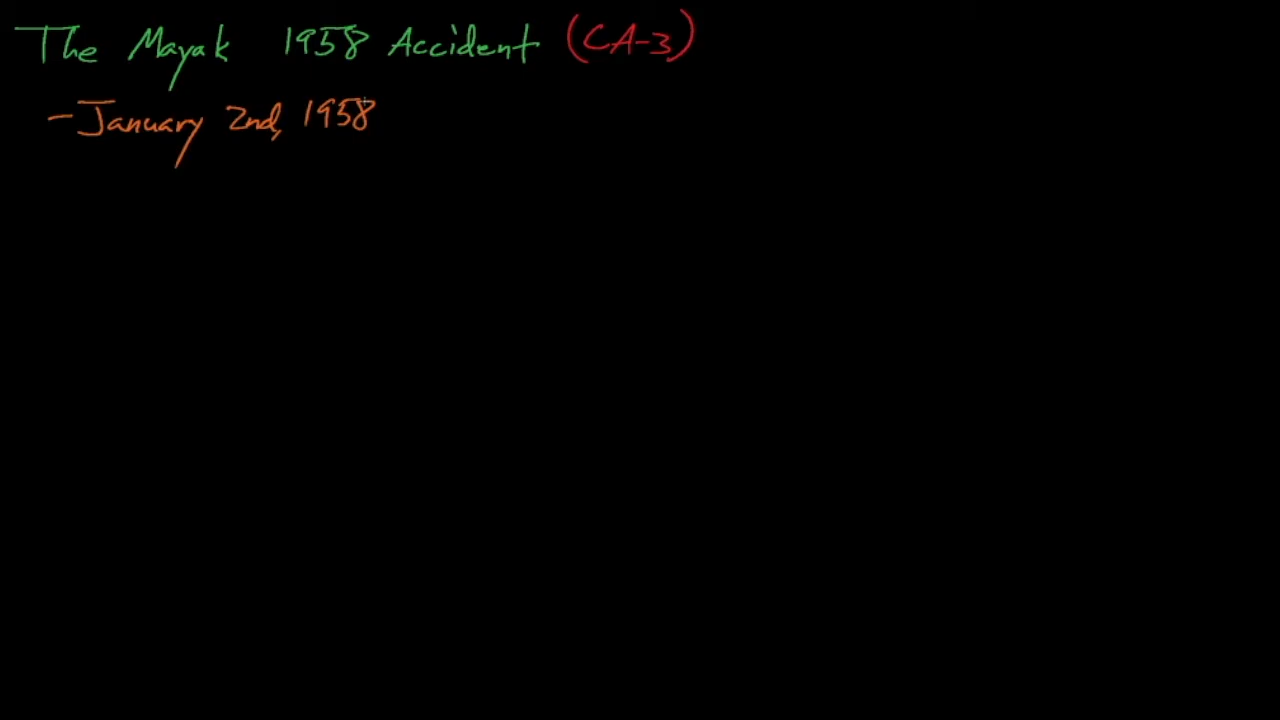 The Mayak 1958 Accident (CA-3)
- January 2nd, 1958